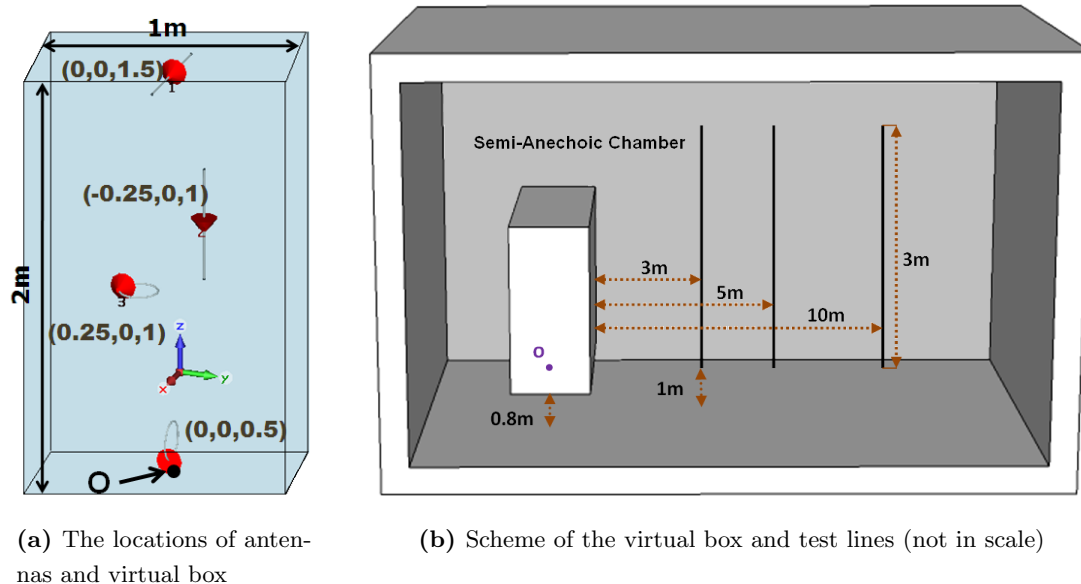 1m
(0,0,1.5)
1
(-0.25,0,1)
2m
3
(0.25,0,1)
z
x
y
(0,0,0.5)
O
(a) The locations of anten-
nas and virtual box
Semi-Anechoic Chamber
3m
5m
10m
3m
O
1m
0.8m
(b) Scheme of the virtual box and test lines (not in scale)